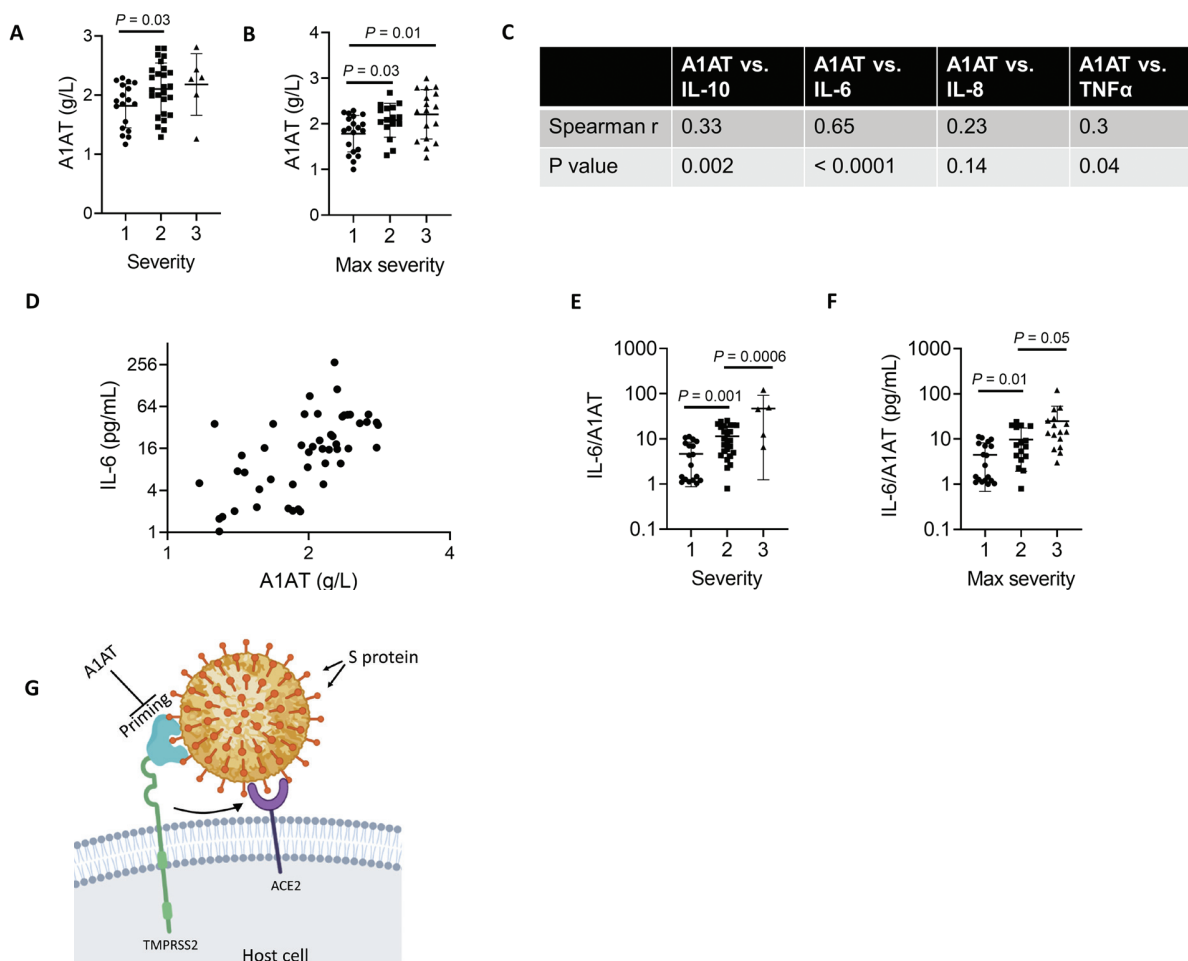 A
P = 0.03
3
2
1
0
A1AT (g/L)
1 2 3
Severity
B
P = 0.01
P = 0.03
4
3
2
1
0
A1AT (g/L)
1 2 3
Max severity
C
A1AT vs. IL-10
A1AT vs. IL-6
A1AT vs. IL-8
A1AT vs. TNFα
Spearman r 0.33 0.65 0.23 0.3
P value 0.002 < 0.0001 0.14 0.04
D
256
64
16
4
1
IL-6 (pg/mL)
1 2 4
A1AT (g/L)
E
P = 0.0006
P = 0.001
1000
100
10
1
0.1
IL-6/A1AT
1 2 3
Severity
F
P = 0.05
P = 0.01
1000
100
10
1
0.1
IL-6/A1AT (pg/mL)
1 2 3
Max severity
G
A1AT
Priming
S protein
ACE2
TMPRSS2
Host cell